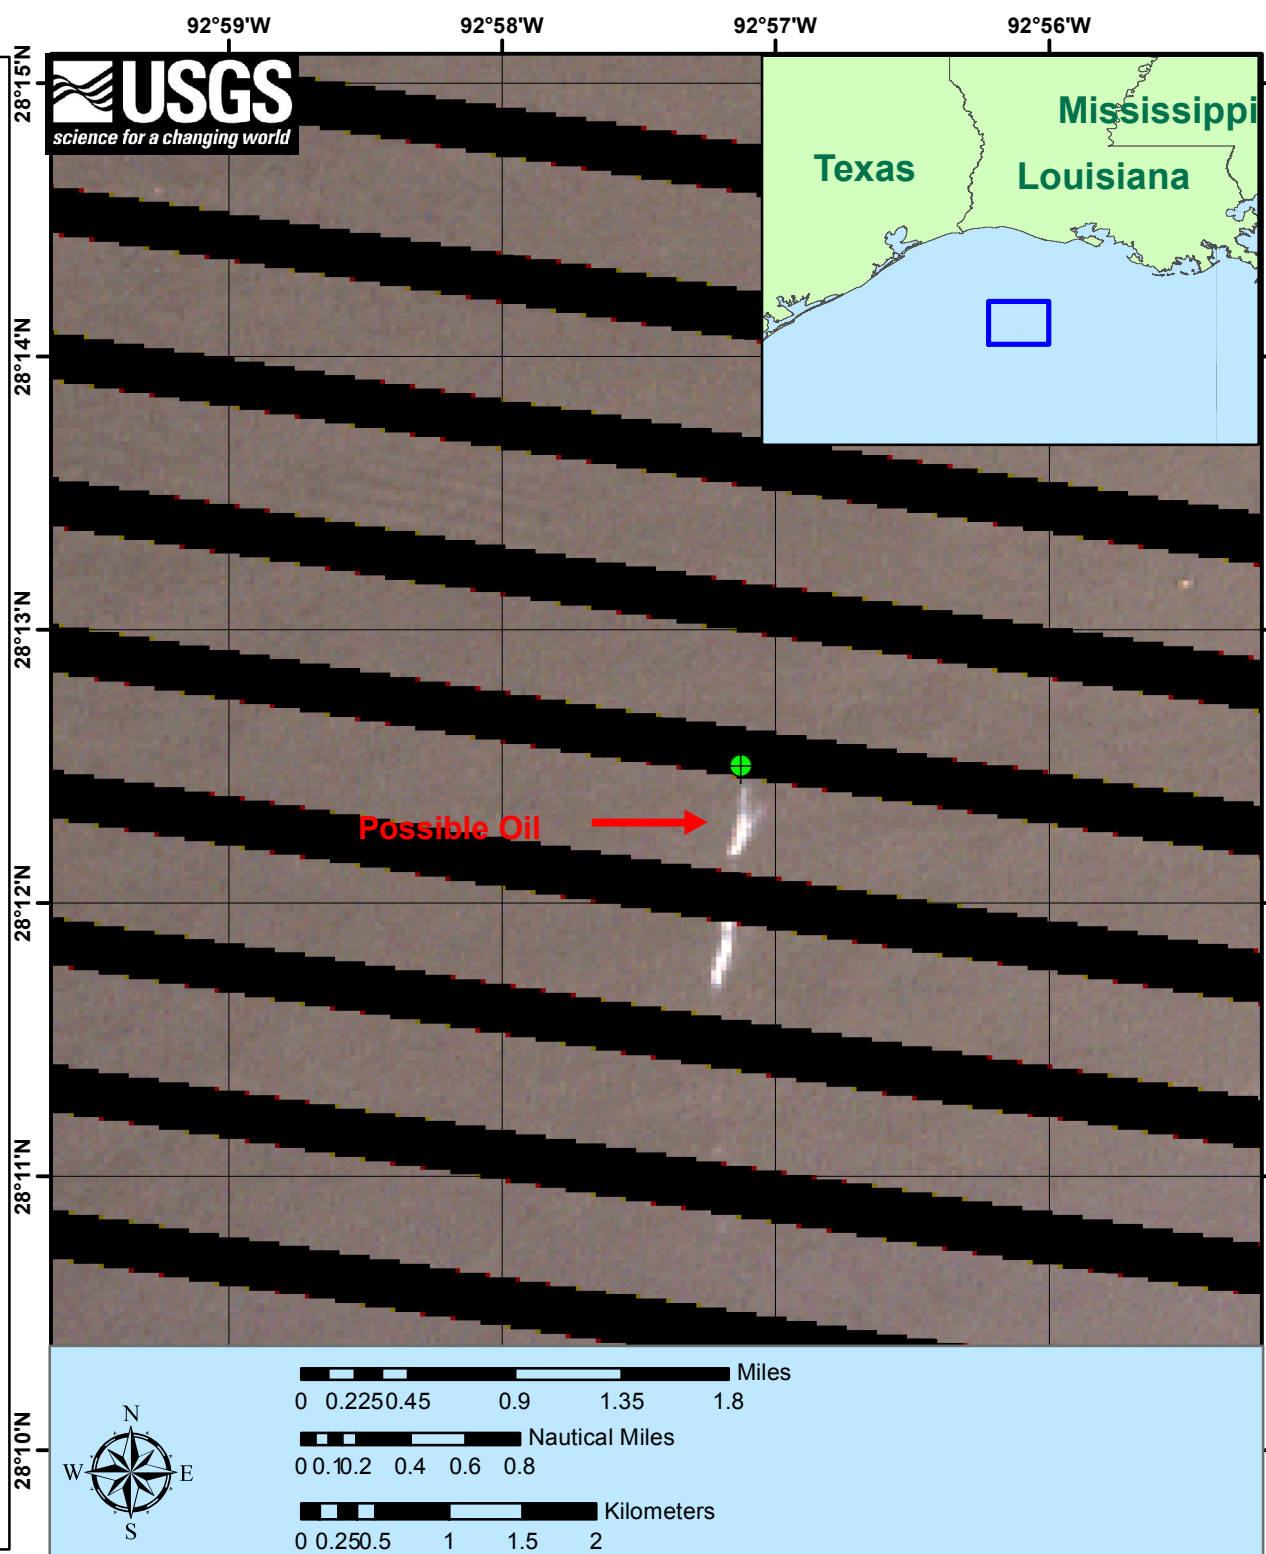 92°59'W 92°58'W 92°57'W 92°56'W
28°15'N
USGS
science for a changing world
Mississippi
Texas
Louisiana
28°14'N
28°13'N
Possible Oil
28°12'N
28°11'N
28°10'N
Miles
0 0.225 0.45 0.9 1.35 1.8
Nautical Miles
0 0.1 0.2 0.4 0.6 0.8
Kilometers
0 0.25 0.5 1 1.5 2
N
W E
S